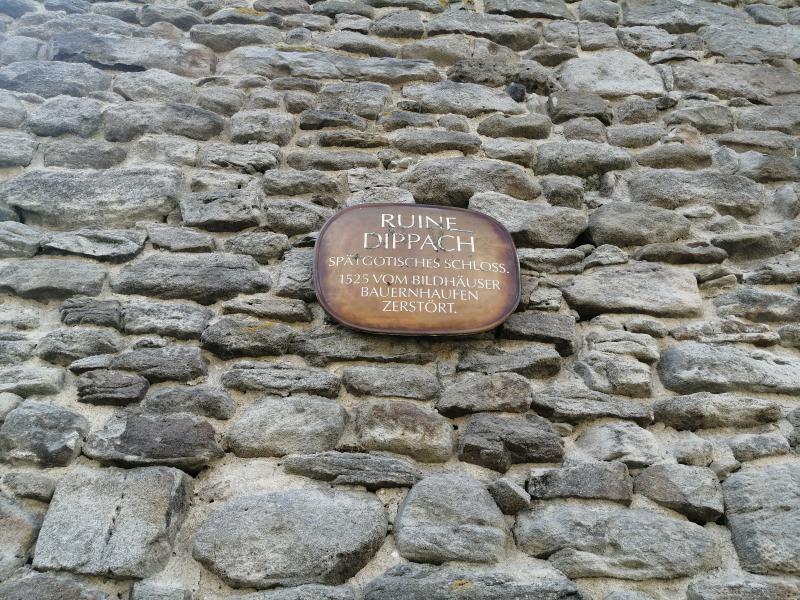 RUINE
DIPPACH
SPÄTGOTISCHES SCHLOSS.
1525 VOM BILDHÄUSER
BAUERNHAUFEN
ZERSTÖRT.